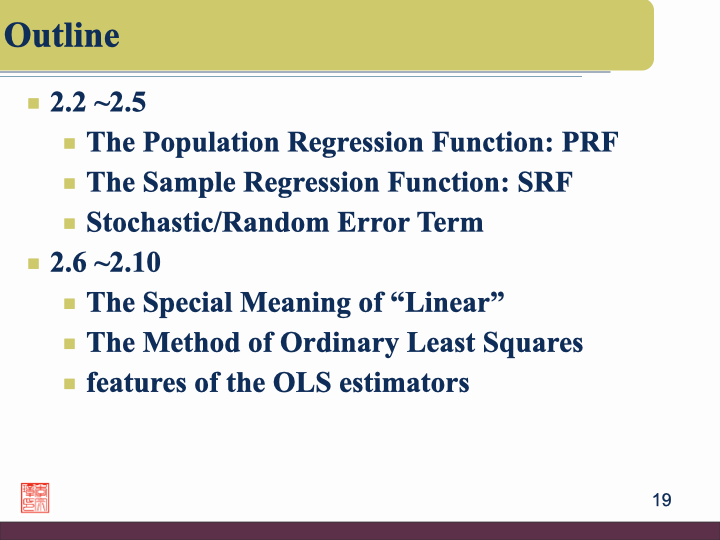 Outline
2.2 ~2.5
The Population Regression Function: PRF
The Sample Regression Function: SRF
Stochastic/Random Error Term
2.6 ~2.10
The Special Meaning of “Linear”
The Method of Ordinary Least Squares
features of the OLS estimators
19